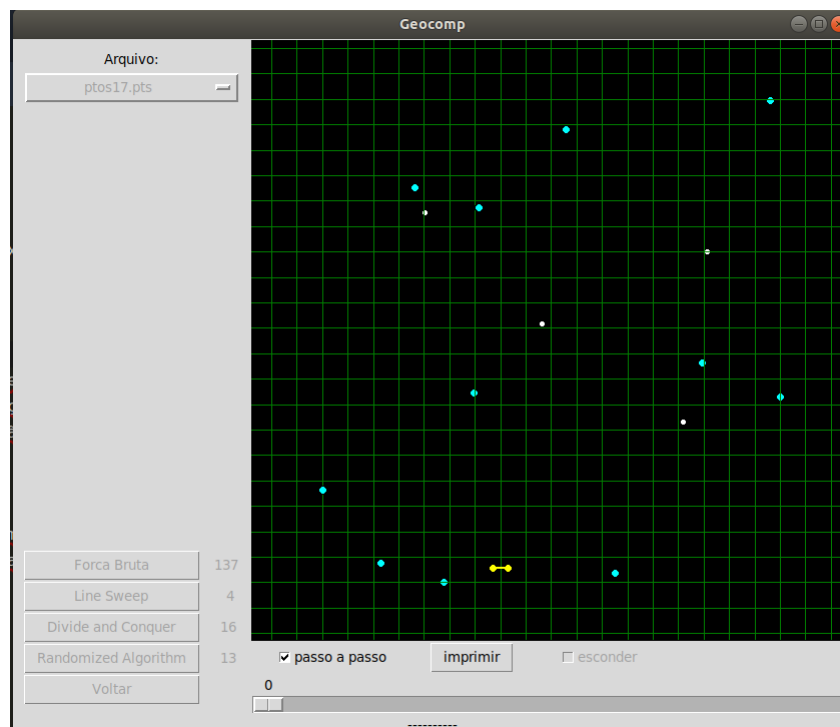 Geocomp
Arquivo:
ptos17.pts
Forca Bruta 137
Line Sweep 4
Divide and Conquer 16
Randomized Algorithm 13
Voltar
passo a passo imprimir esconder
0
----------